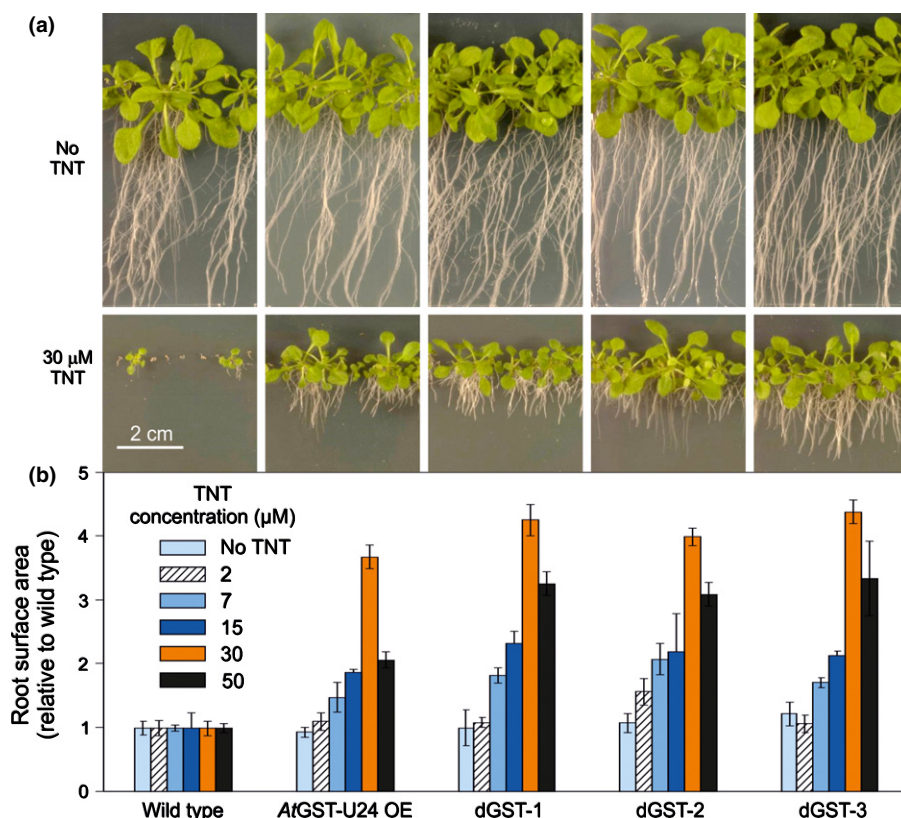 (a)
No
TNT
30 μM
TNT
2 cm
(b)
5
4
3
2
1
0
Root surface area
(relative to wild type)
TNT
concentration (μM)
No TNT
2
7
15
30
50
Wild type
AtGST-U24 OE
dGST-1
dGST-2
dGST-3